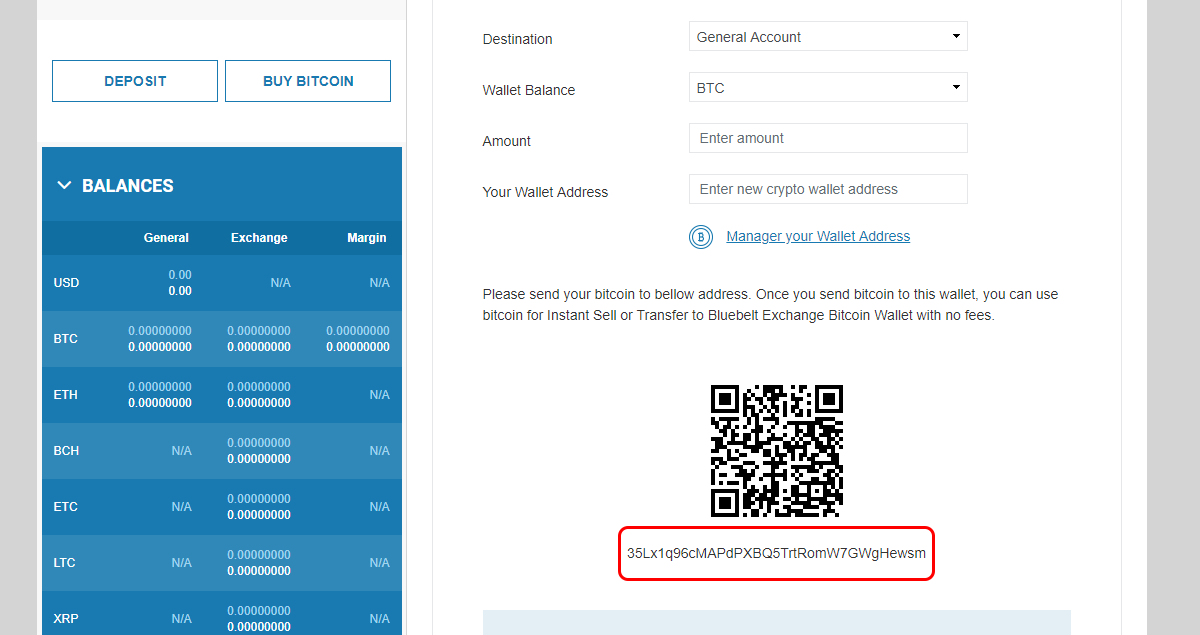 DEPOSIT
BUY BITCOIN
BALANCES
General Exchange Margin
0.00
USD N/A N/A
0.00
0.00000000 0.00000000 0.00000000
BTC
0.00000000 0.00000000 0.00000000
0.00000000 0.00000000
ETH N/A
0.00000000 0.00000000
0.00000000
BCH N/A N/A
0.00000000
0.00000000
ETC N/A N/A
0.00000000
0.00000000
LTC N/A N/A
0.00000000
0.00000000
XRP N/A N/A
0.00000000
Destination General Account
Wallet Balance BTC
Amount Enter amount
Your Wallet Address Enter new crypto wallet address
Manager your Wallet Address
Please send your bitcoin to bellow address. Once you send bitcoin to this wallet, you can use
bitcoin for Instant Sell or Transfer to Bluebelt Exchange Bitcoin Wallet with no fees.
35Lx1q96cMAPdPXBQ5TrtRomW7GWgHewsm